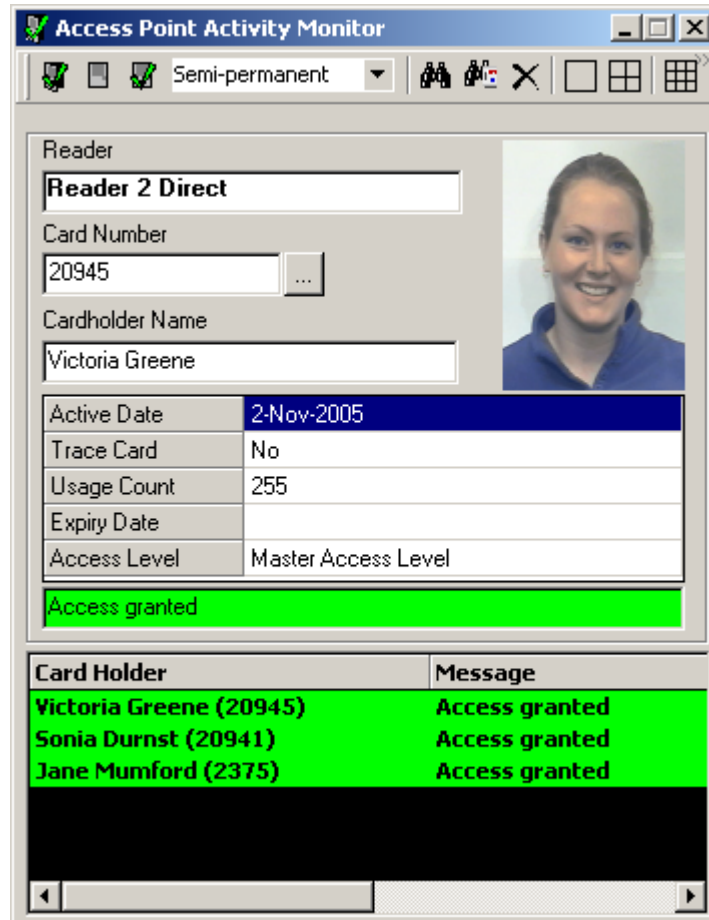 Access Point Activity Monitor
Semi-permanent
Reader
Reader 2 Direct
Card Number
20945
...
Cardholder Name
Victoria Greene
Active Date 2-Nov-2005
Trace Card No
Usage Count 255
Expiry Date
Access Level Master Access Level
Access granted
Card Holder Message
Victoria Greene (20945) Access granted
Sonia Durnst (20941) Access granted
Jane Mumford (2375) Access granted